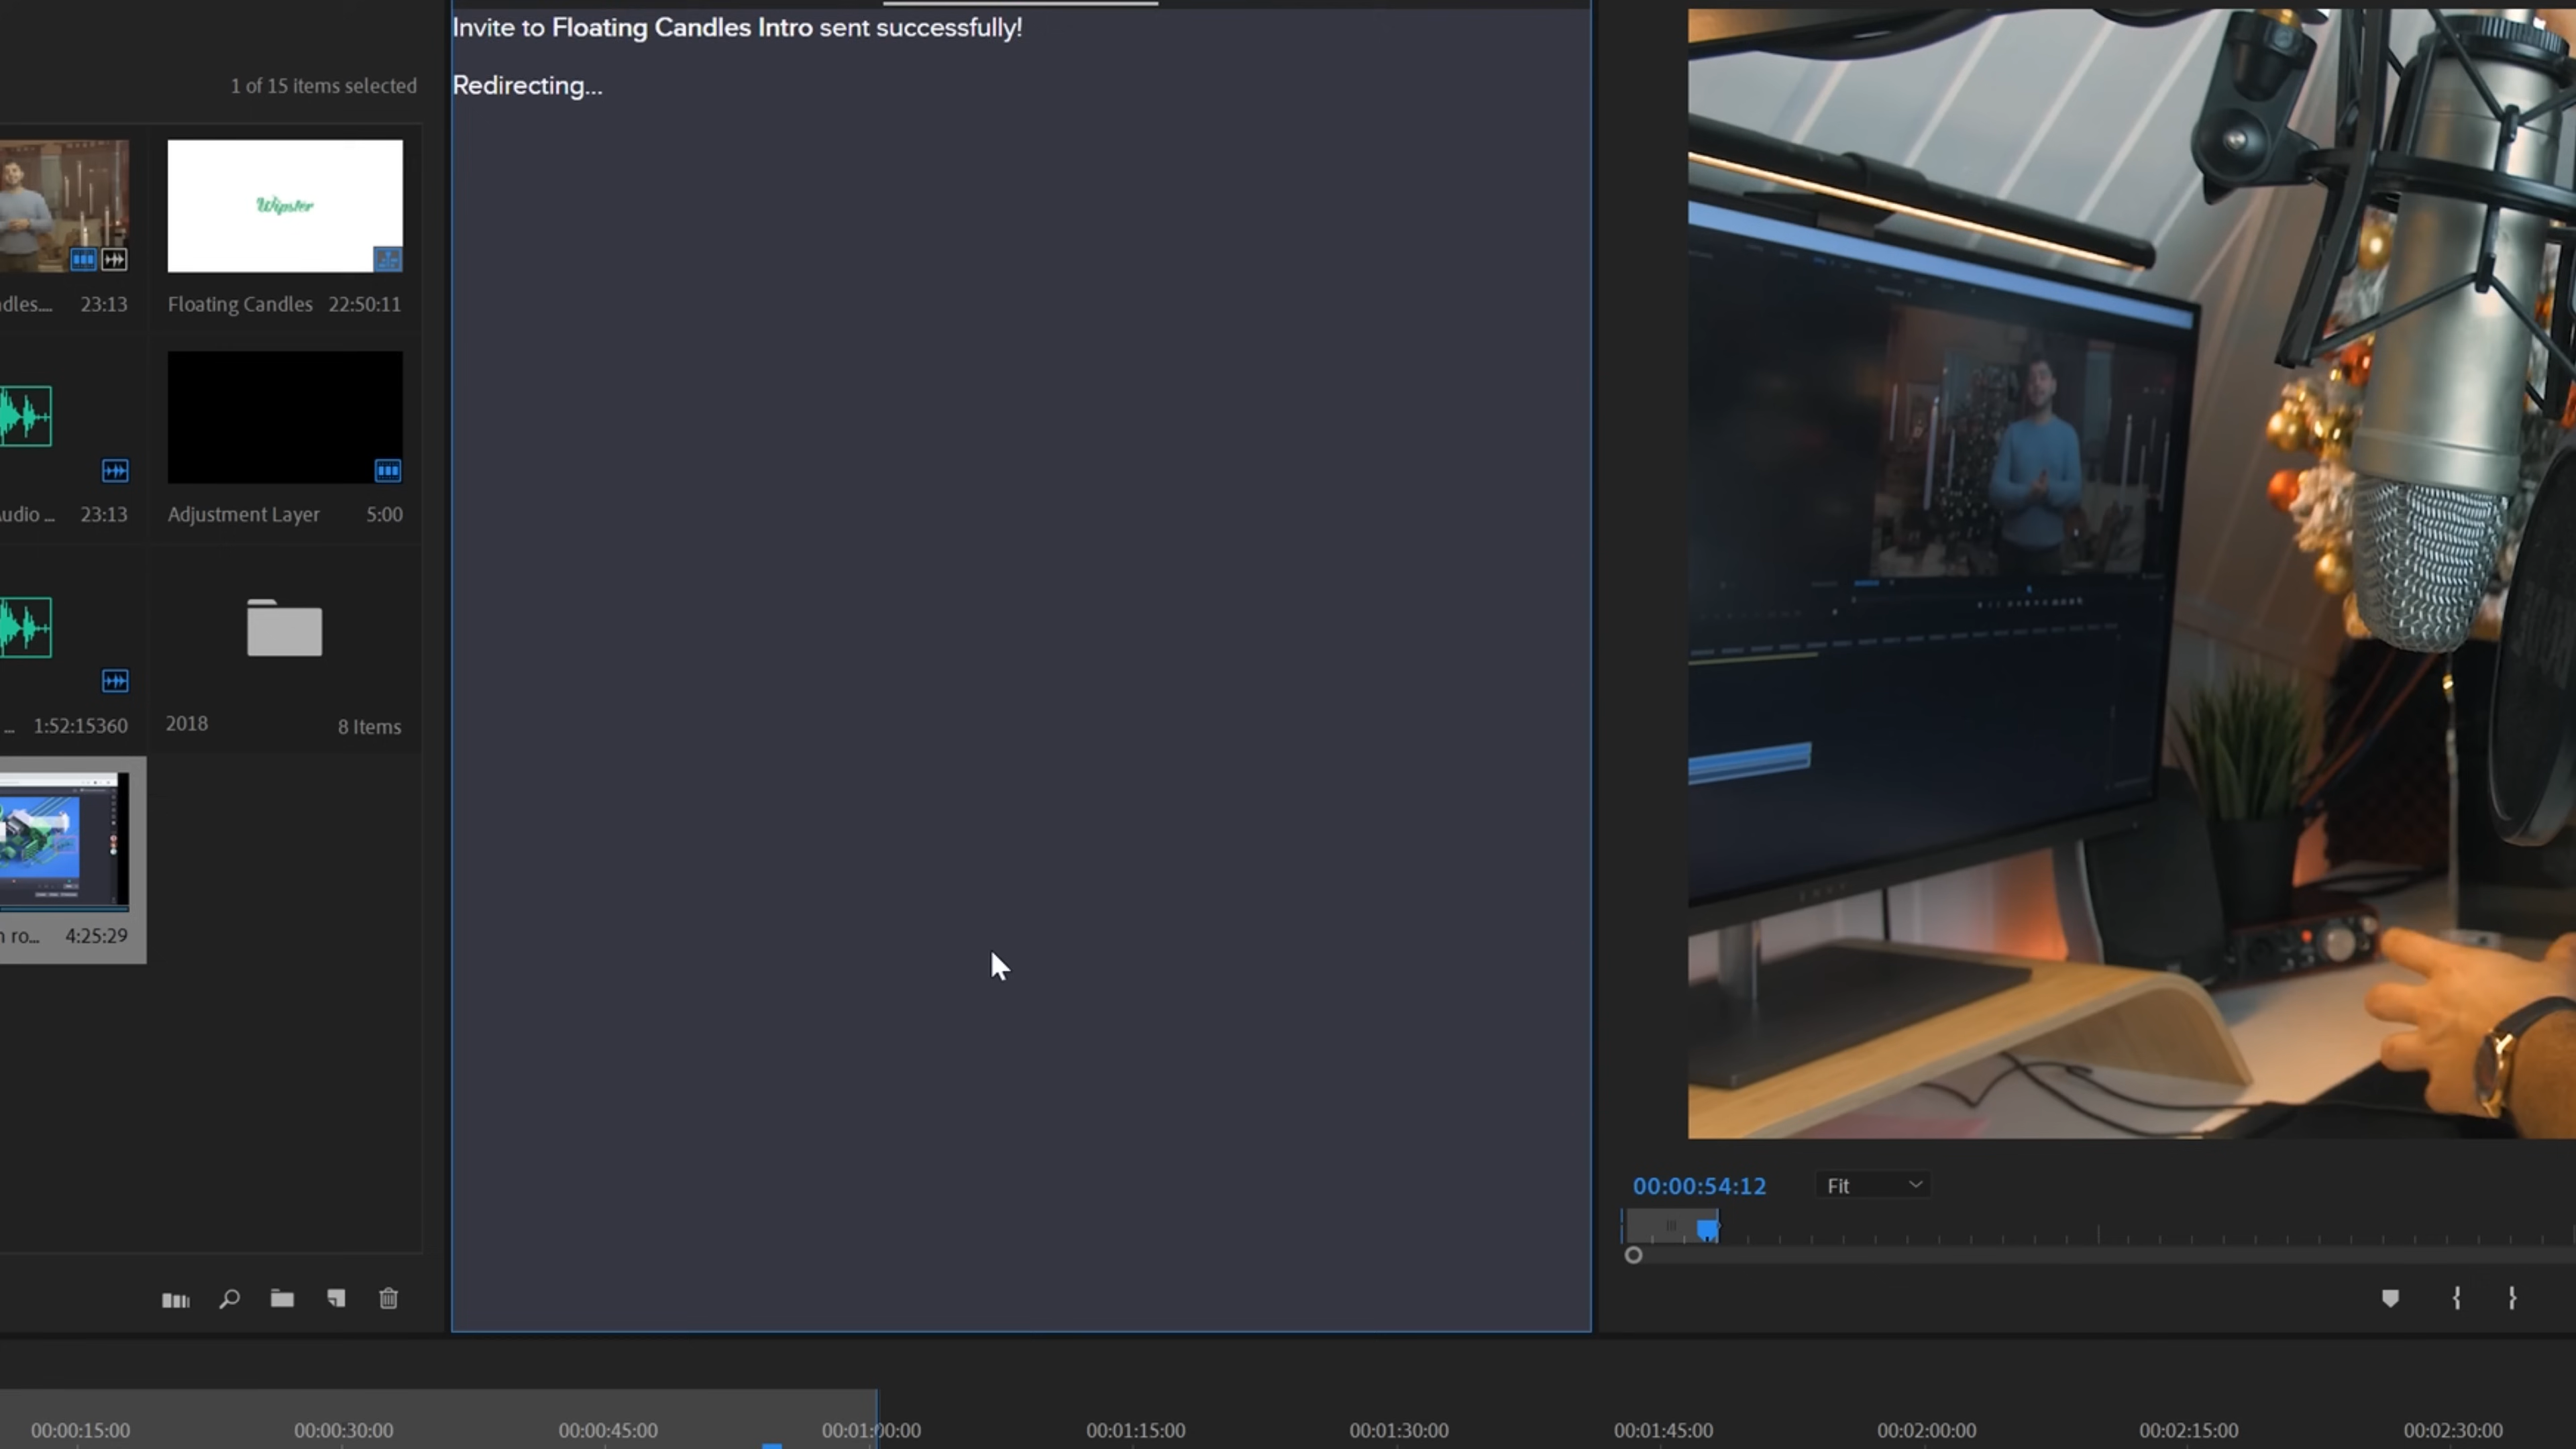 Invite to Floating Candles Intro sent successfully!
Redirecting...
1 of 15 items selected
Wipster
dles.... 23:13
Floating Candles 22:50:11
udio ... 23:13
Adjustment Layer 5:00
... 1:52:15360
2018 8 Items
n ro... 4:25:29
00:00:54:12
Fit
00:00:15:00 00:00:30:00 00:00:45:00 00:01:00:00 00:01:15:00 00:01:30:00 00:01:45:00 00:02:00:00 00:02:15:00 00:02:30:00